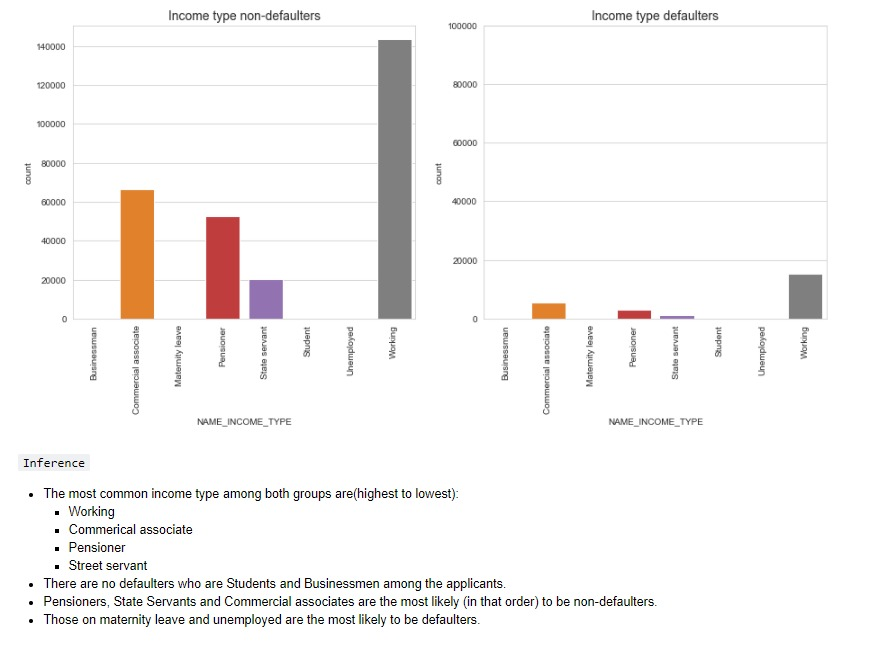 Income type non-defaulters
140000
120000
100000
80000
60000
40000
20000
0
count
Businessman
Commercial associate
Maternity leave
Pensioner
State servant
Student
Unemployed
Working
NAME_INCOME_TYPE
Income type defaulters
100000
80000
60000
40000
20000
0
count
Businessman
Commercial associate
Maternity leave
Pensioner
State servant
Student
Unemployed
Working
NAME_INCOME_TYPE
Inference
The most common income type among both groups are(highest to lowest):
Working
Commerical associate
Pensioner
Street servant
There are no defaulters who are Students and Businessmen among the applicants.
Pensioners, State Servants and Commercial associates are the most likely (in that order) to be non-defaulters.
Those on maternity leave and unemployed are the most likely to be defaulters.